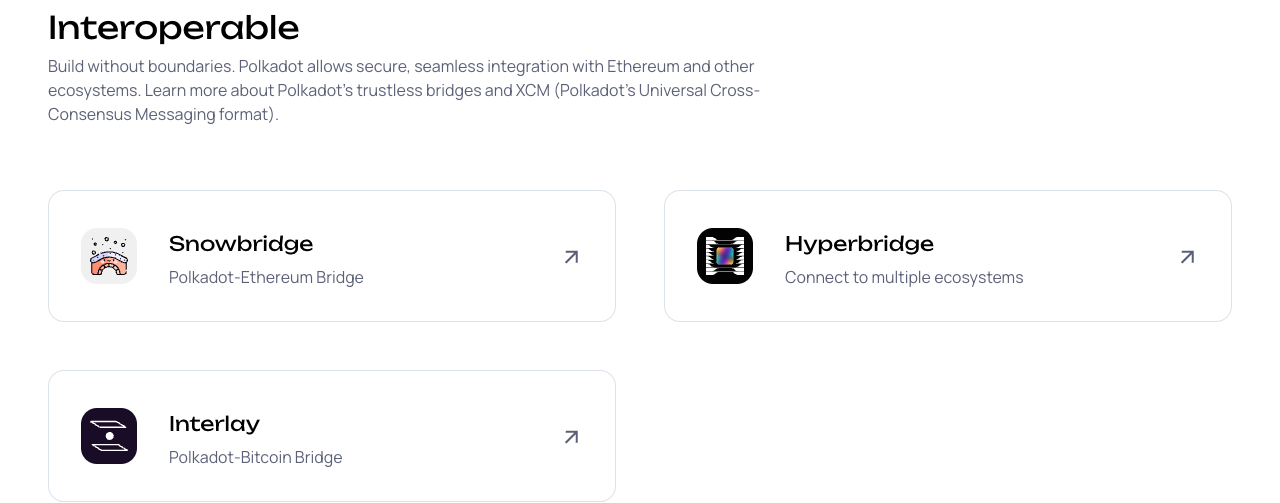 Interoperable
Build without boundaries. Polkadot allows secure, seamless integration with Ethereum and other
ecosystems. Learn more about Polkadot's trustless bridges and XCM (Polkadot's Universal Cross-
Consensus Messaging format).
Snowbridge
Polkadot-Ethereum Bridge
Hyperbridge
Connect to multiple ecosystems
Interlay
Polkadot-Bitcoin Bridge